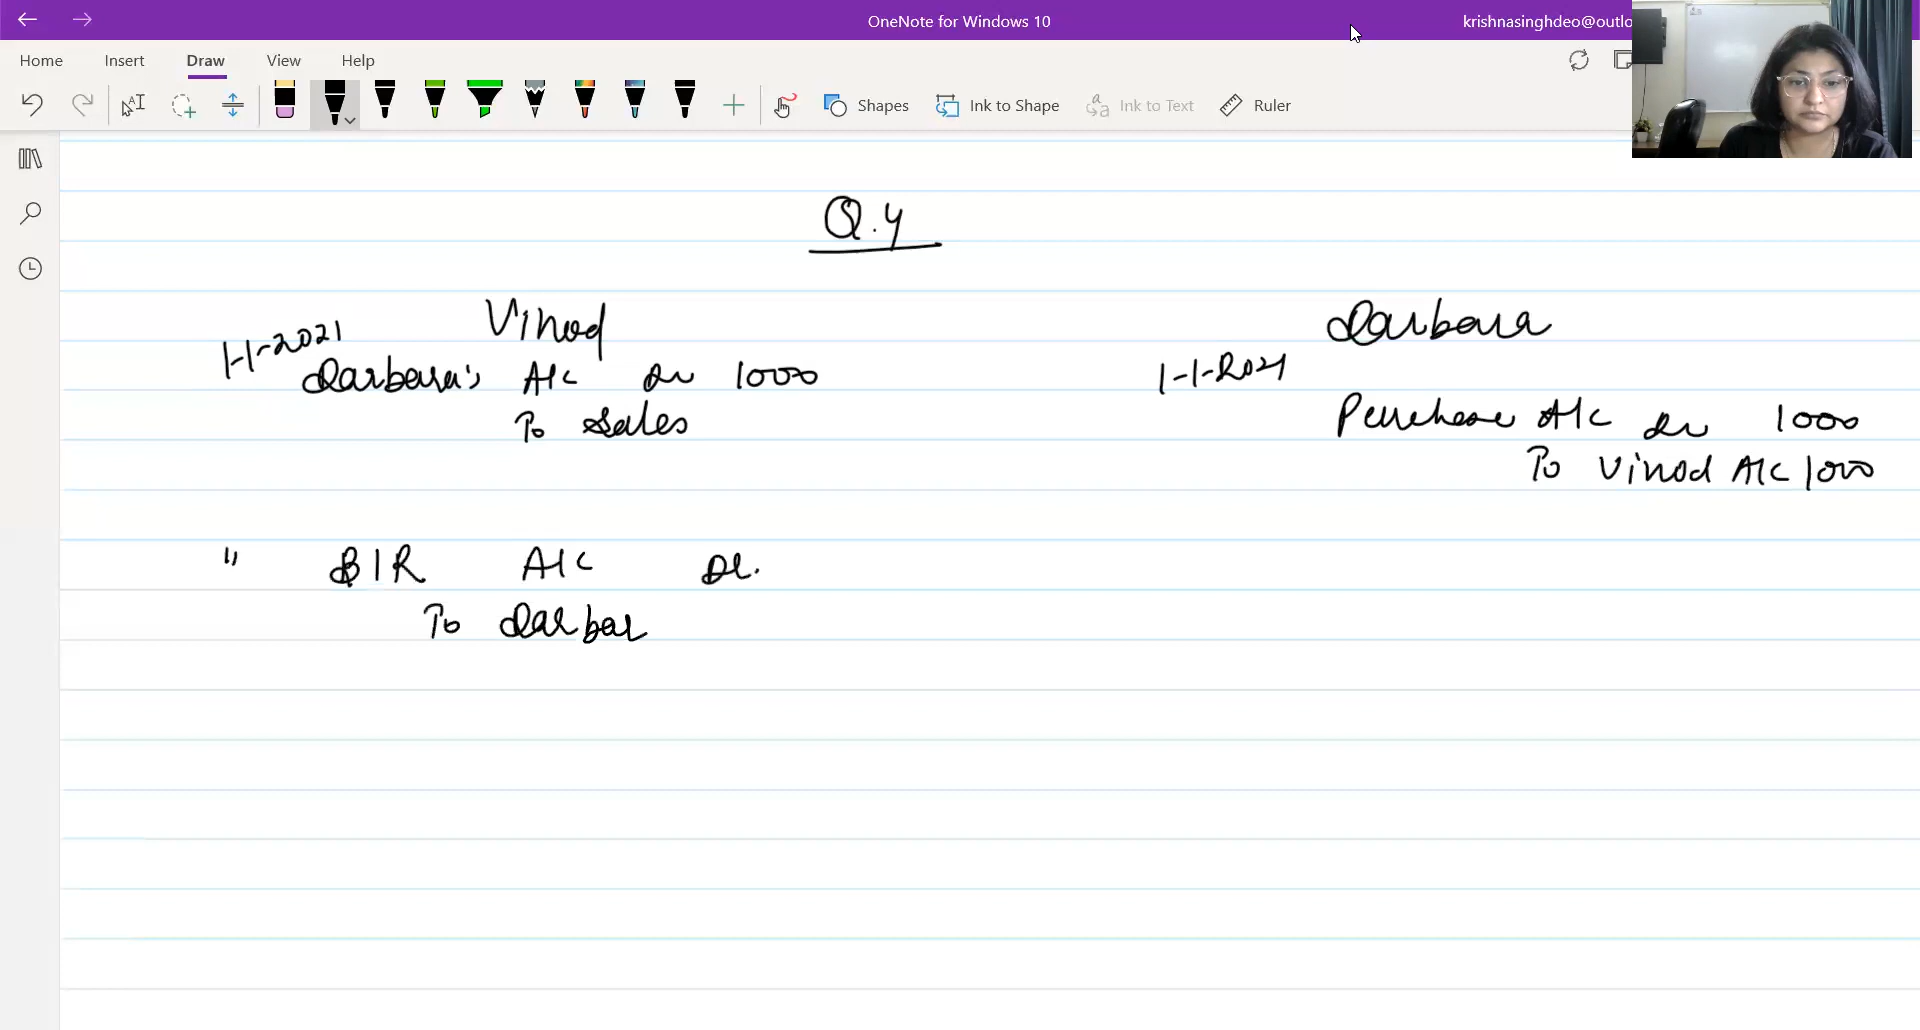 OneNote for Windows 10
krishnasinghdeo@outlo
Home Insert Draw View Help
Shapes Ink to Shape Ink to Text Ruler
Q.4
Vinod
1-1-2021
Darbara's A/c Dr 1000
To Sales
" B/R A/c Dr.
To Darbar
Darbara
1-1-2021
Purchase A/c Dr 1000
To Vinod A/c 1000